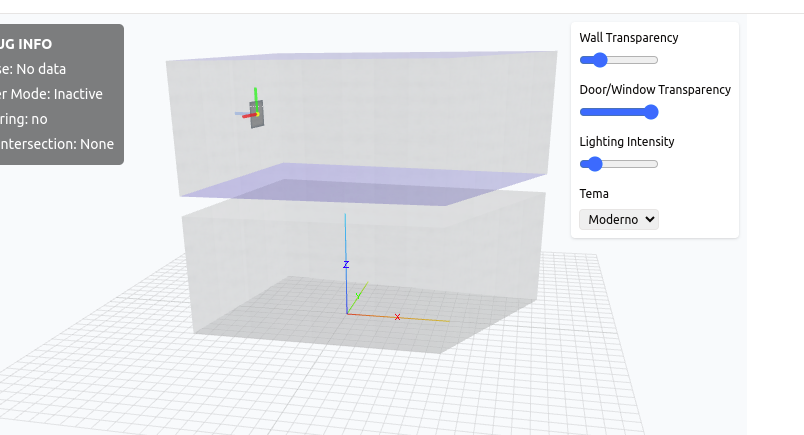 UG INFO
se: No data
er Mode: Inactive
ring: no
ntersection: None
Wall Transparency
Door/Window Transparency
Lighting Intensity
Tema
Moderno
Z
Y
X